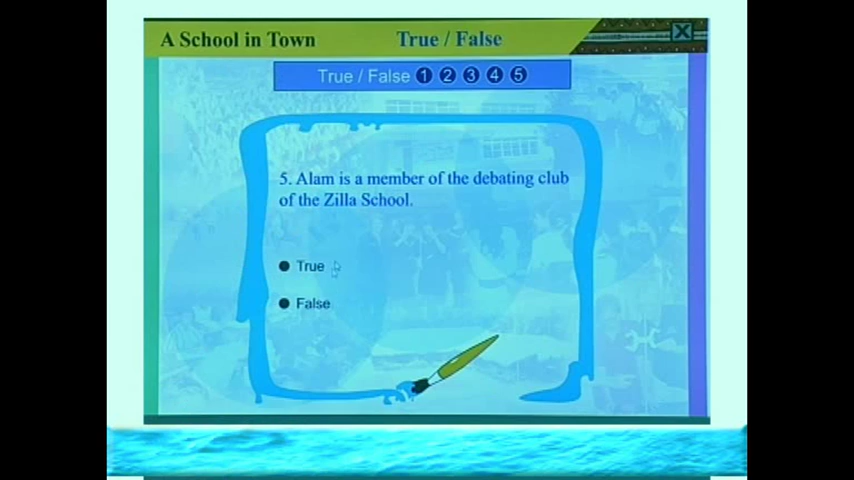 A School in Town True / False
True / False 1 2 3 4 5
5. Alam is a member of the debating club
of the Zilla School.
True
False